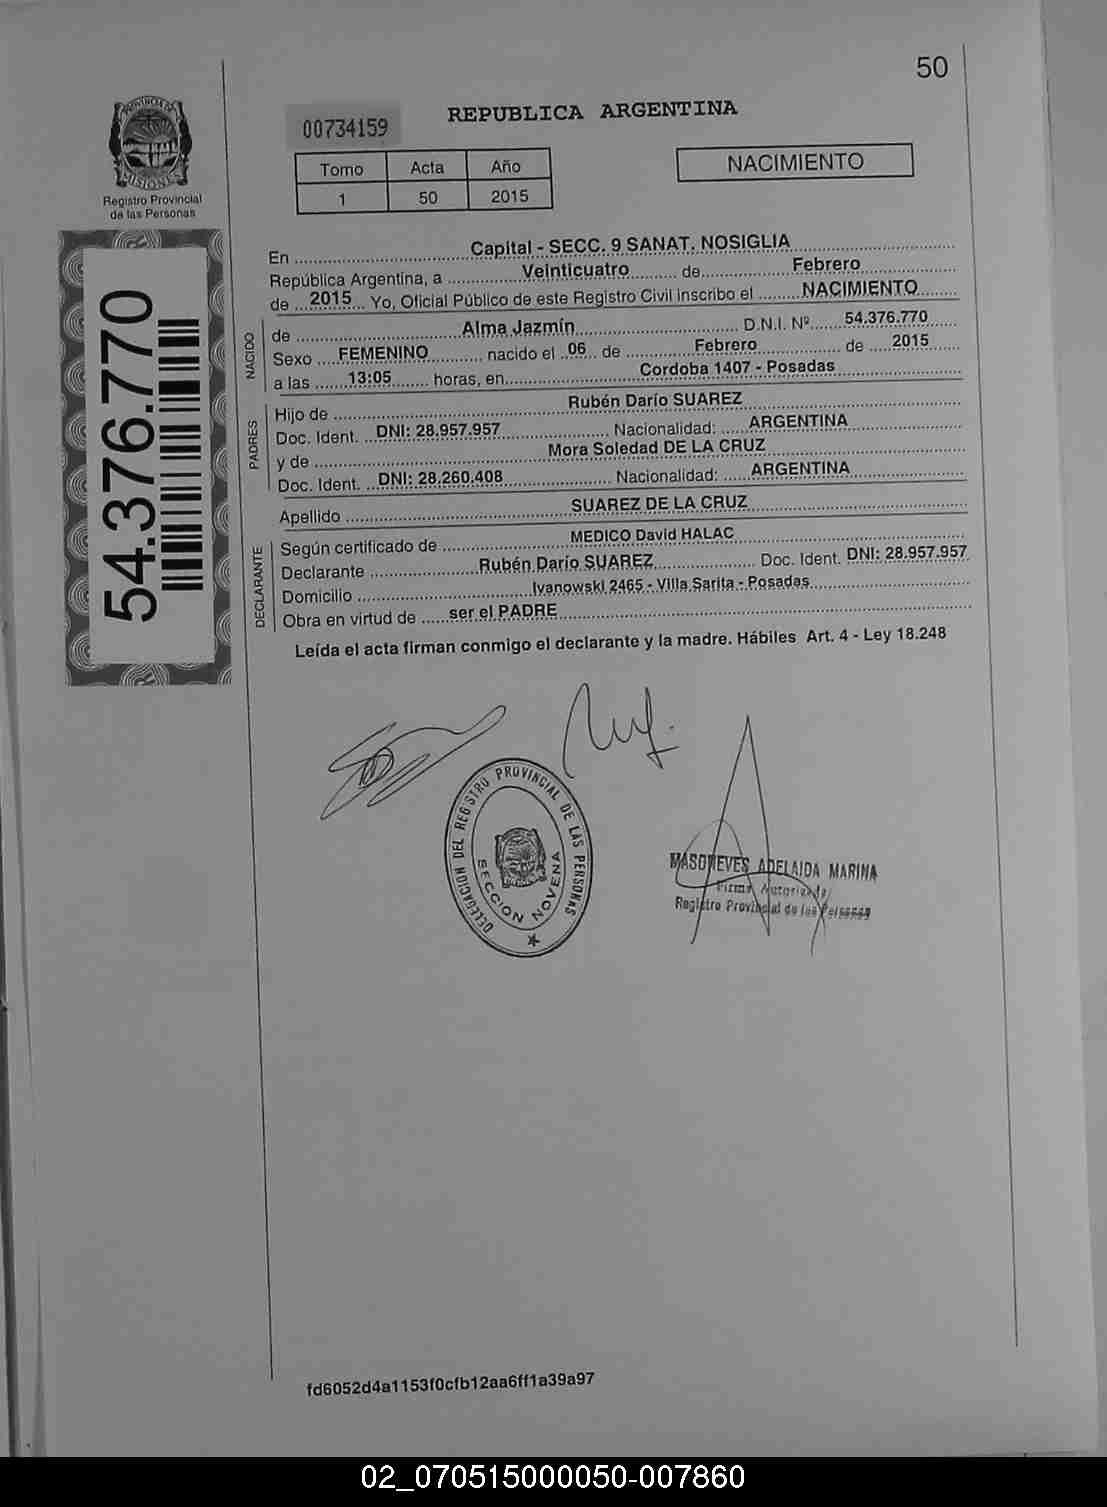 50
PROVINCIA DE
MISIONES
Registro Provincial
de las Personas
54.376.770
00734159
REPUBLICA ARGENTINA
Tomo Acta Año
1 50 2015
NACIMIENTO
En Capital - SECC. 9 SANAT. NOSIGLIA
República Argentina, a Veinticuatro de Febrero
de 2015 Yo, Oficial Público de este Registro Civil inscribo el NACIMIENTO
NACIDO
de Alma Jazmín D.N.I. Nº 54.376.770
Sexo FEMENINO nacido el 06 de Febrero de 2015
a las 13:05 horas, en Cordoba 1407 - Posadas
PADRES
Hijo de Rubén Darío SUAREZ
Doc. Ident. DNI: 28.957.957 Nacionalidad: ARGENTINA
y de Mora Soledad DE LA CRUZ
Doc. Ident. DNI: 28.260.408 Nacionalidad: ARGENTINA
Apellido SUAREZ DE LA CRUZ
DECLARANTE
Según certificado de MEDICO David HALAC
Declarante Rubén Darío SUAREZ Doc. Ident. DNI: 28.957.957
Domicilio Ivanowski 2465 - Villa Sarita - Posadas
Obra en virtud de ser el PADRE
Leída el acta firman conmigo el declarante y la madre. Hábiles Art. 4 - Ley 18.248
DELEGACION DEL REGISTRO PROVINCIAL DE LAS PERSONAS
SECCION NOVENA
ADELAIDA MARINA
Firma Autorizada
Registro Provincial de las Personas
fd6052d4a1153f0cfb12aa6ff1a39a97
02_070515000050-007860